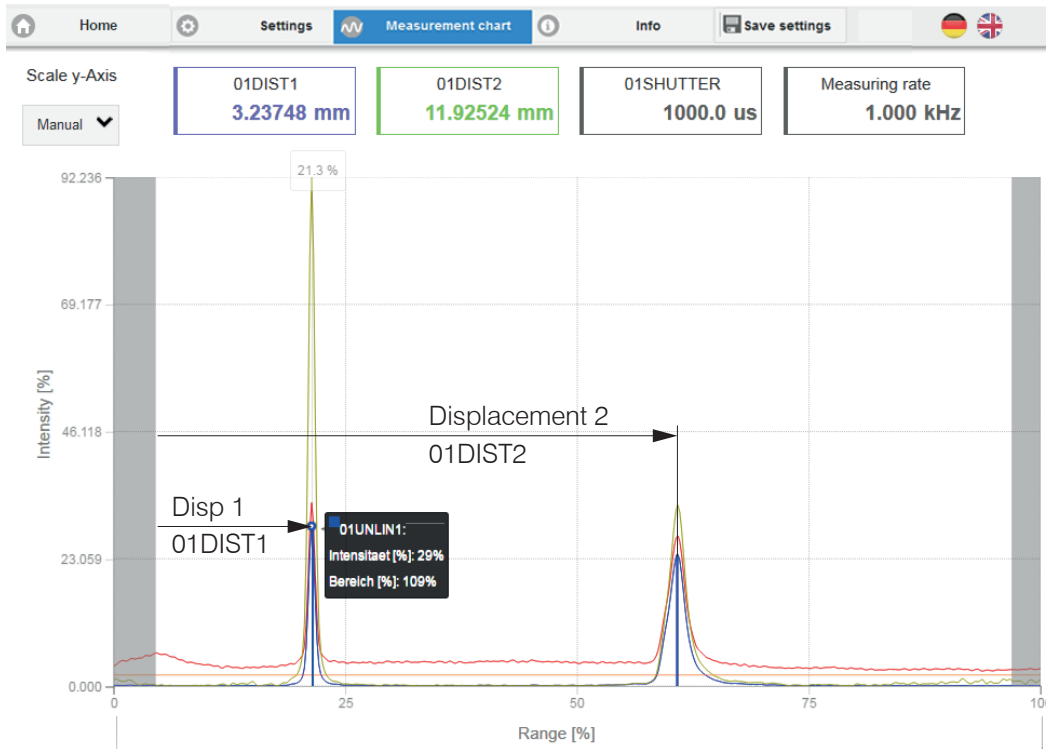 Home Settings Measurement chart Info Save settings
Scale y-Axis
Manual
01DIST1
3.23748 mm
01DIST2
11.92524 mm
01SHUTTER
1000.0 us
Measuring rate
1.000 kHz
21.3 %
92.236
69.177
46.118
23.059
0.000
Intensity [%]
Displacement 2
01DIST2
Disp 1
01DIST1
01UNLIN1:
Intensitaet [%]: 29%
Bereich [%]: 109%
0 25 50 75 10
Range [%]